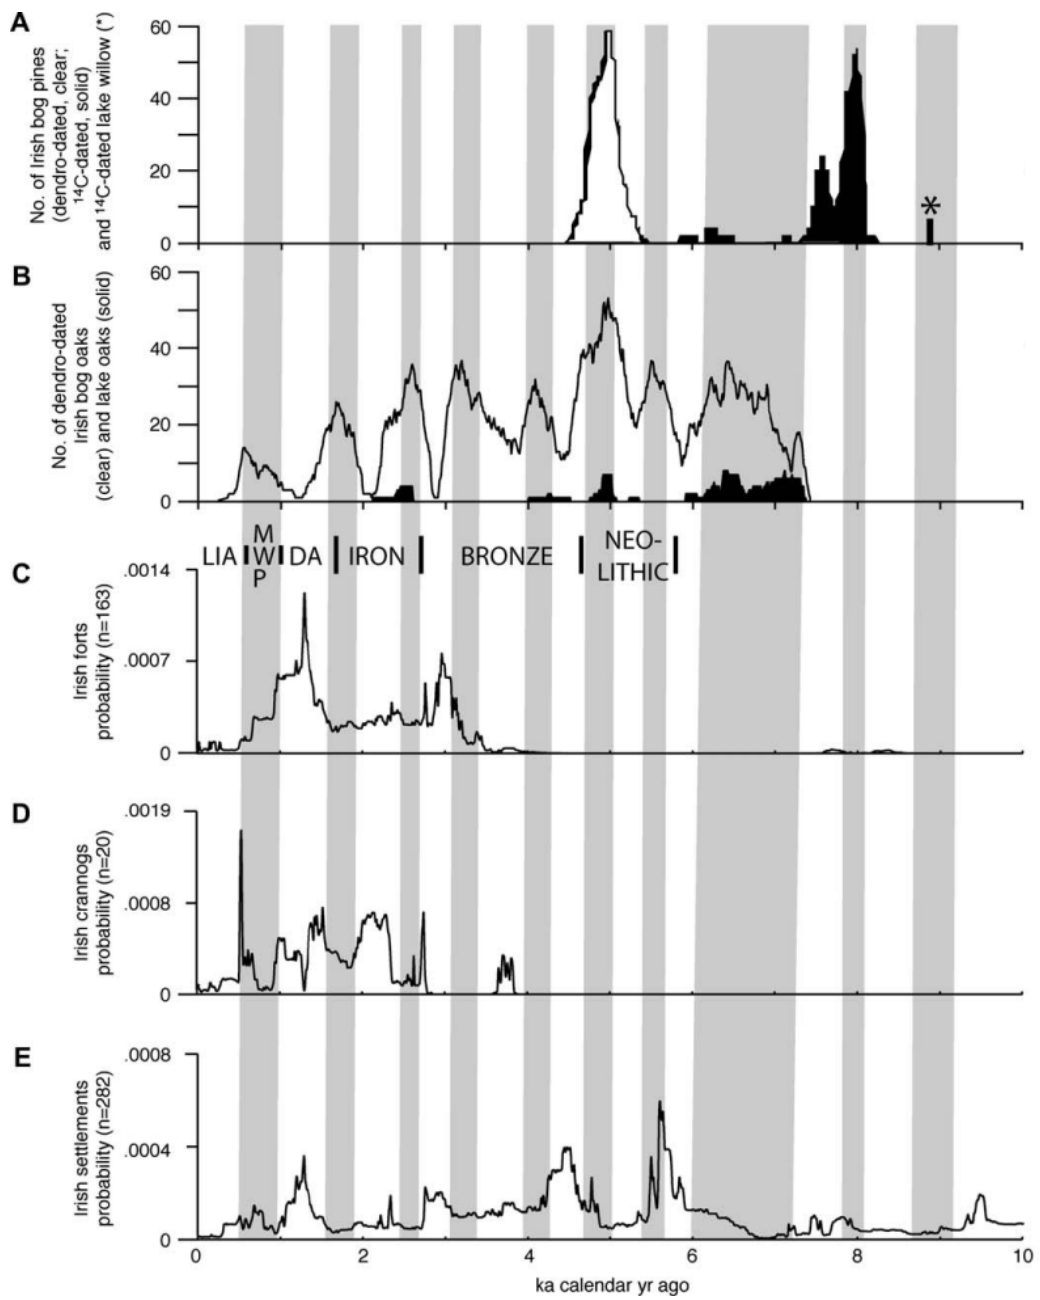 A
No. of Irish bog pines
(dendro-dated, clear;
14C-dated, solid)
and 14C-dated lake willow (*)
60
40
20
0
*
B
No. of dendro-dated
Irish bog oaks
(clear) and lake oaks (solid)
60
40
20
0
LIA
M
W
P
DA
IRON
BRONZE
NEO-
LITHIC
C
Irish forts
probability (n=163)
.0014
.0007
0
D
Irish crannogs
probability (n=20)
.0019
.0008
0
E
Irish settlements
probability (n=282)
.0008
.0004
0
0 2 4 6 8 10
ka calendar yr ago